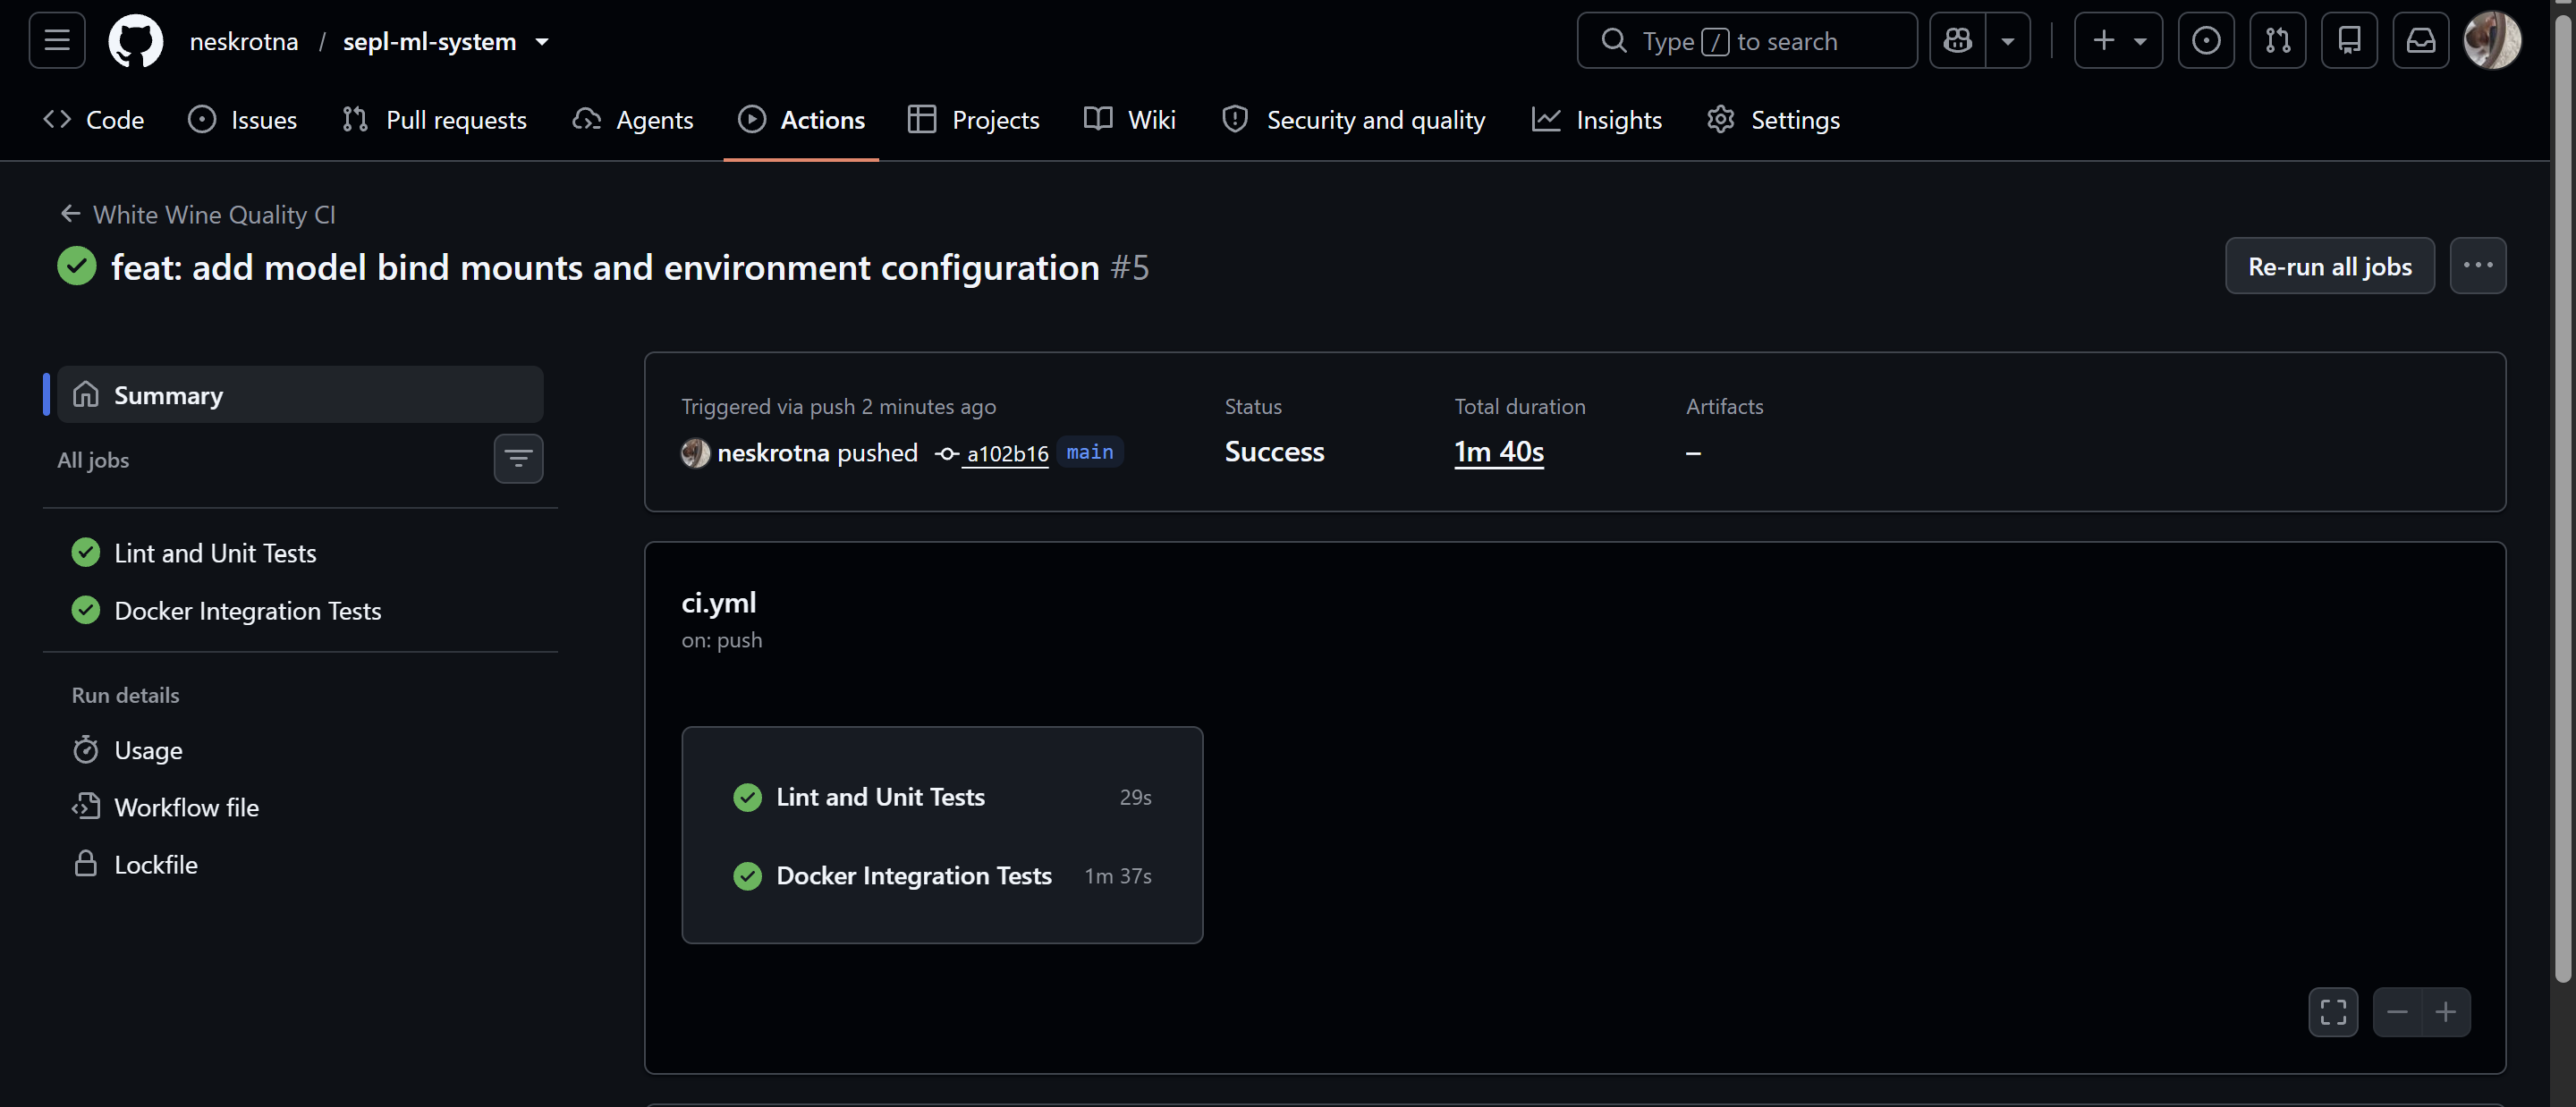 neskrotna / sepl-ml-system
Type / to search
Code Issues Pull requests Agents Actions Projects Wiki Security and quality Insights Settings
White Wine Quality CI
feat: add model bind mounts and environment configuration #5
Re-run all jobs
Summary
All jobs
Lint and Unit Tests
Docker Integration Tests
Run details
Usage
Workflow file
Lockfile
Triggered via push 2 minutes ago
neskrotna pushed a102b16 main
Status
Success
Total duration
1m 40s
Artifacts
–
ci.yml
on: push
Lint and Unit Tests 29s
Docker Integration Tests 1m 37s